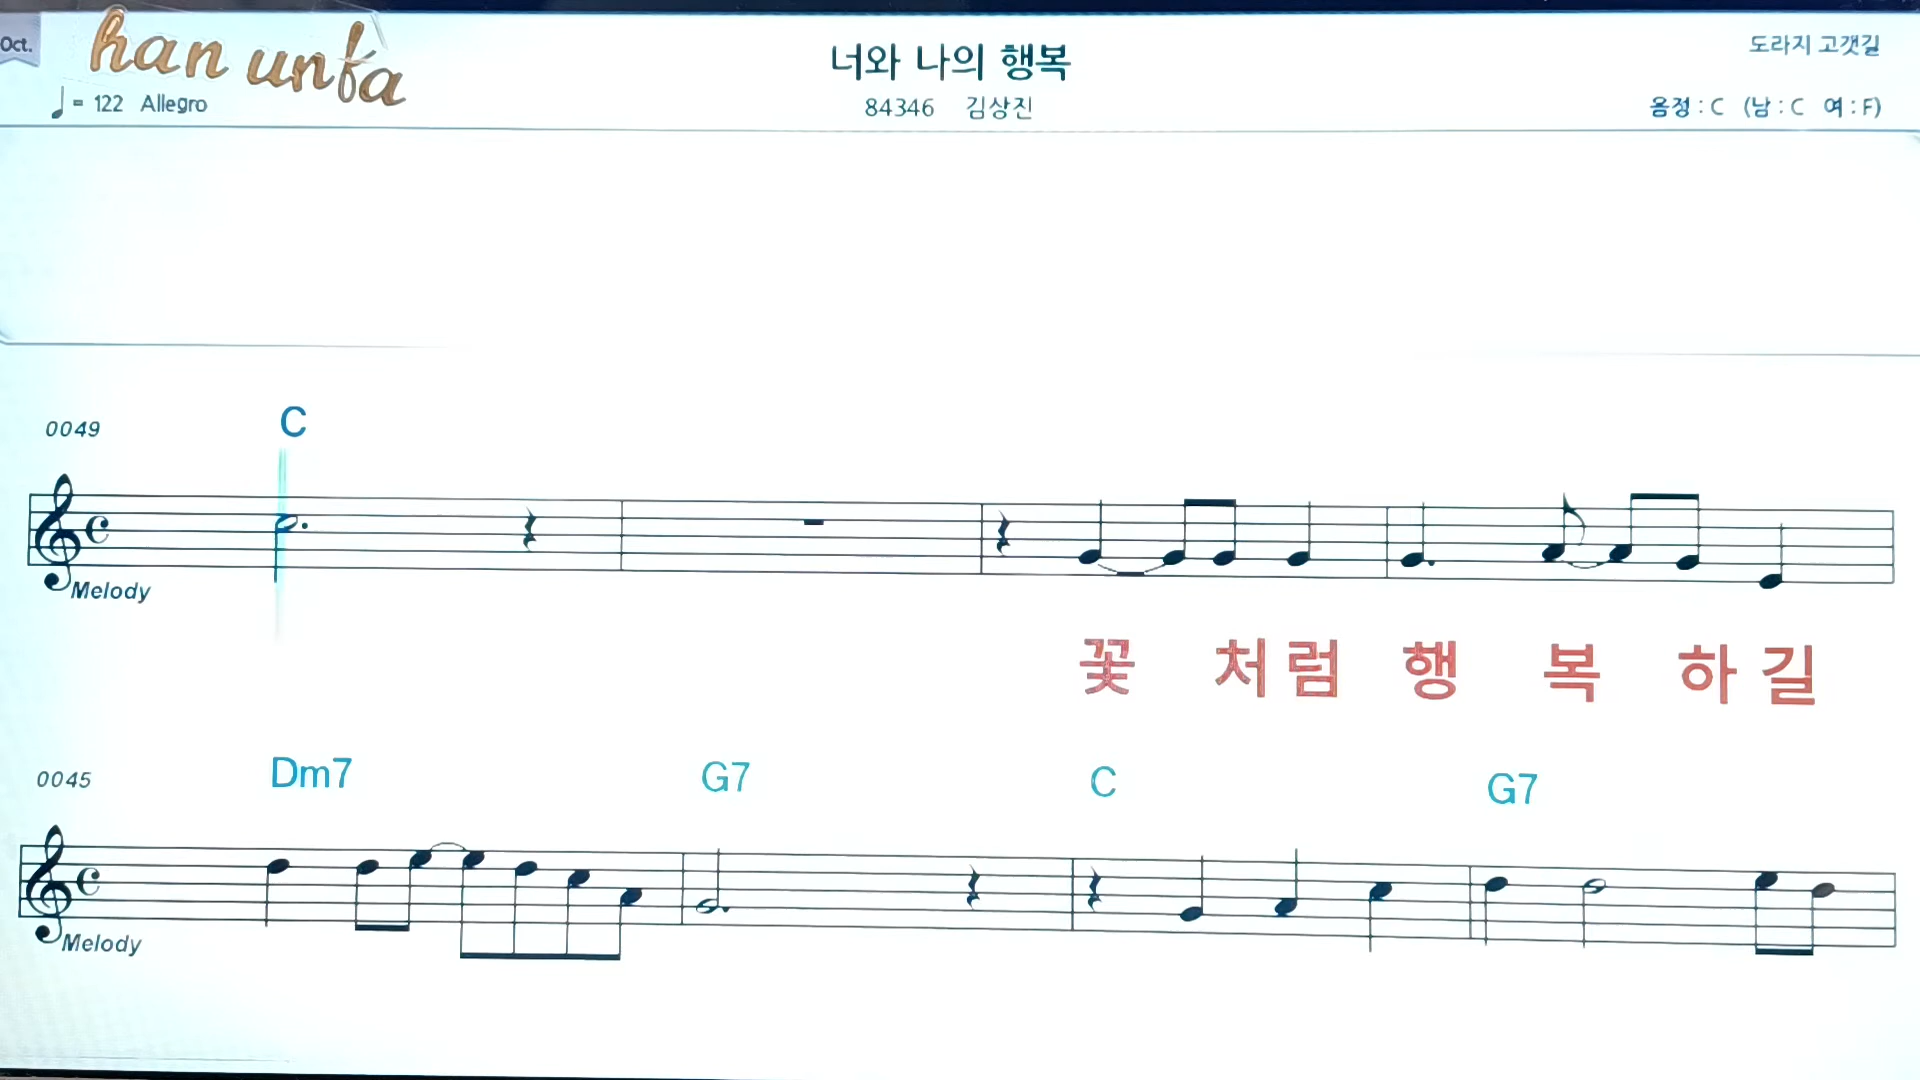 Oct.
han unfa
너와 나의 행복
도라지 고갯길
= 122 Allegro
84346 김상진
음정 : C (남 : C 여 : F)
0049
C
Melody
꽃 처럼 행 복 하 길
0045
Dm7 G7 C G7
Melody